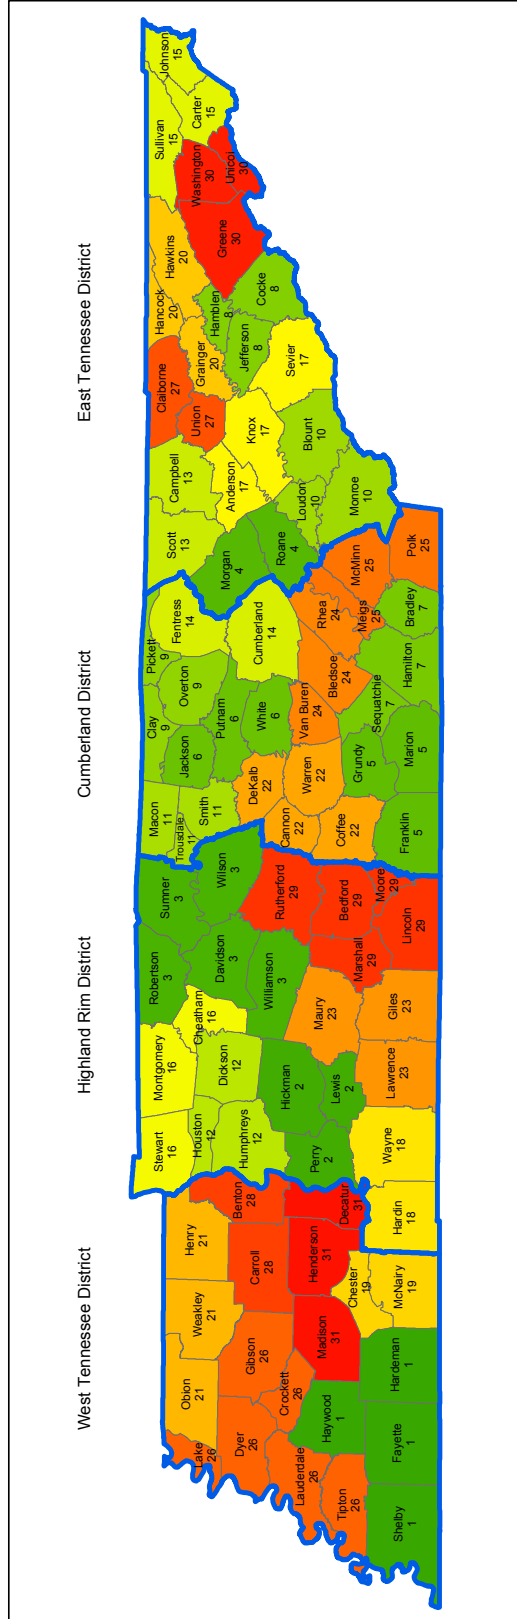 West Tennessee District
Highland Rim District
Cumberland District
East Tennessee District
Lake
26
Obion
21
Weakley
21
Henry
21
Dyer
26
Gibson
26
Carroll
28
Benton
28
Lauderdale
26
Crockett
26
Tipton
26
Haywood
1
Madison
31
Henderson
31
Decatur
31
Chester
19
Shelby
1
Fayette
1
Hardeman
1
McNairy
19
Hardin
18
Stewart
16
Montgomery
16
Robertson
3
Sumner
3
Houston
12
Humphreys
12
Dickson
12
Cheatham
16
Davidson
3
Wilson
3
Perry
2
Hickman
2
Williamson
3
Rutherford
29
Lewis
2
Maury
23
Marshall
29
Bedford
29
Moore
29
Wayne
18
Lawrence
23
Giles
23
Lincoln
29
Macon
11
Trousdale
11
Smith
11
Clay
9
Jackson
6
Pickett
9
Overton
9
Fentress
14
Putnam
6
DeKalb
22
White
6
Cumberland
14
Cannon
22
Warren
22
Van Buren
24
Bledsoe
24
Rhea
24
Coffee
22
Grundy
5
Sequatchie
7
Meigs
25
McMinn
25
Franklin
5
Marion
5
Hamilton
7
Bradley
7
Polk
25
Scott
13
Campbell
13
Claiborne
27
Hancock
20
Hawkins
20
Sullivan
15
Johnson
15
Morgan
4
Anderson
17
Union
27
Grainger
20
Hamblen
8
Greene
30
Washington
30
Unicoi
30
Carter
15
Roane
4
Loudon
10
Knox
17
Jefferson
8
Cocke
8
Monroe
10
Blount
10
Sevier
17